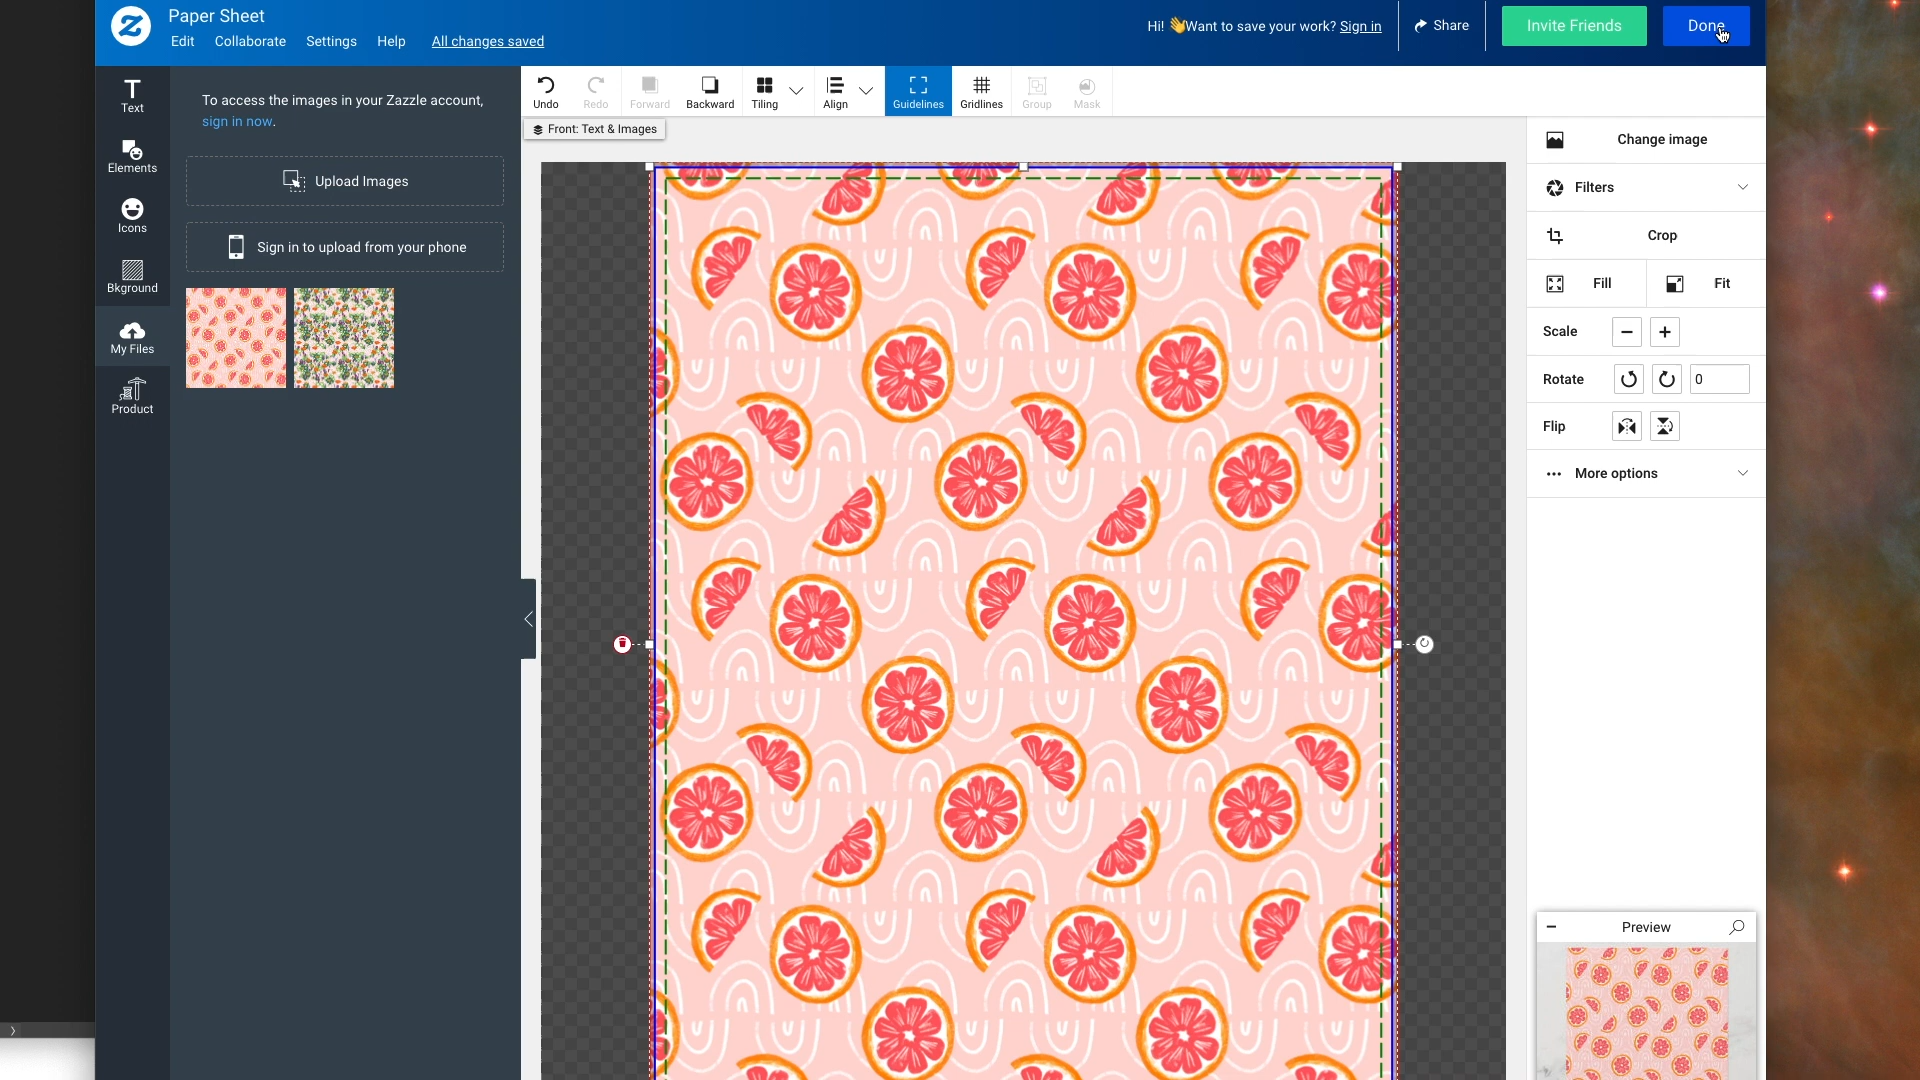 Paper Sheet
Edit Collaborate Settings Help All changes saved
Hi! 👋Want to save your work? Sign in
Share
Invite Friends
Done
Text
Elements
Icons
Bkground
My Files
Product
To access the images in your Zazzle account,
sign in now.
Upload Images
Sign in to upload from your phone
Undo Redo Forward Backward Tiling Align Guidelines Gridlines Group Mask
Front: Text & Images
Change image
Filters
Crop
Fill Fit
Scale
Rotate 0
Flip
More options
Preview